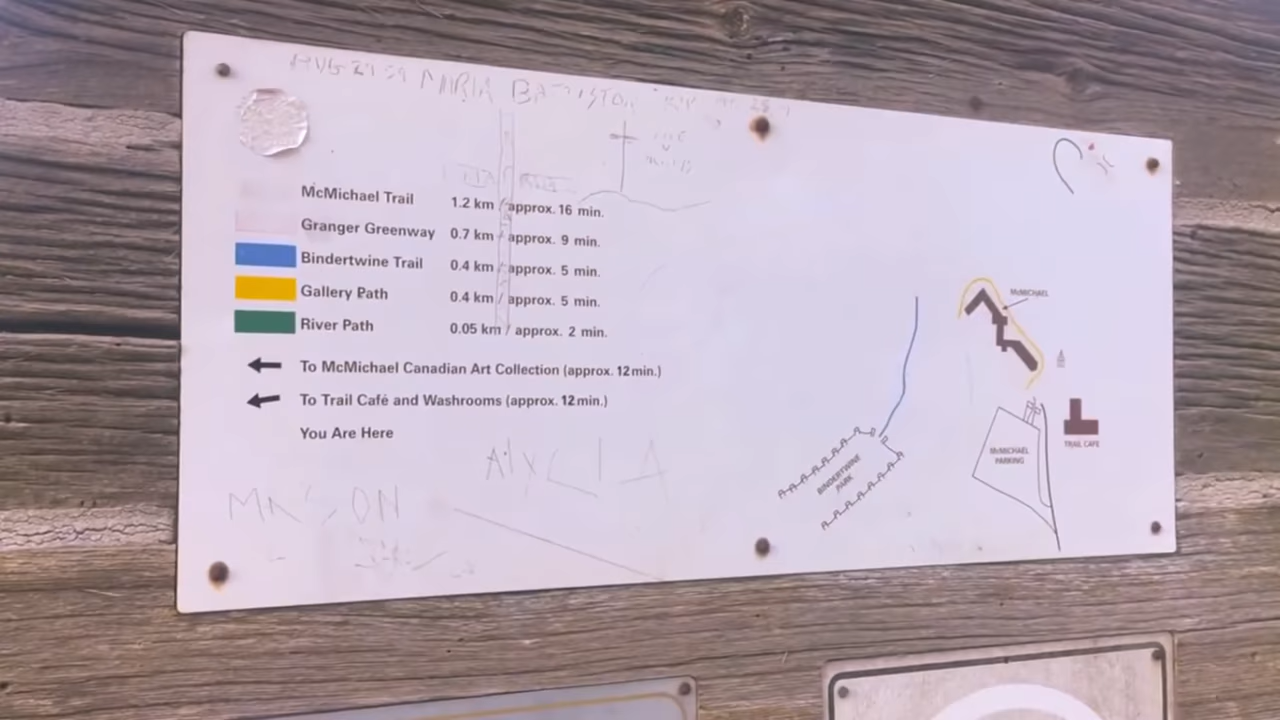 MARIA
McMichael Trail 1.2 km / approx. 16 min.
Granger Greenway 0.7 km / approx. 9 min.
Bindertwine Trail 0.4 km / approx. 5 min.
Gallery Path 0.4 km / approx. 5 min.
River Path 0.05 km / approx. 2 min.
To McMichael Canadian Art Collection (approx. 12 min.)
To Trail Café and Washrooms (approx. 12 min.)
You Are Here
AlyCIA
McMICHAEL
TRAIL CAFE
McMICHAEL
PARKING
BINDERTWINE
PARK